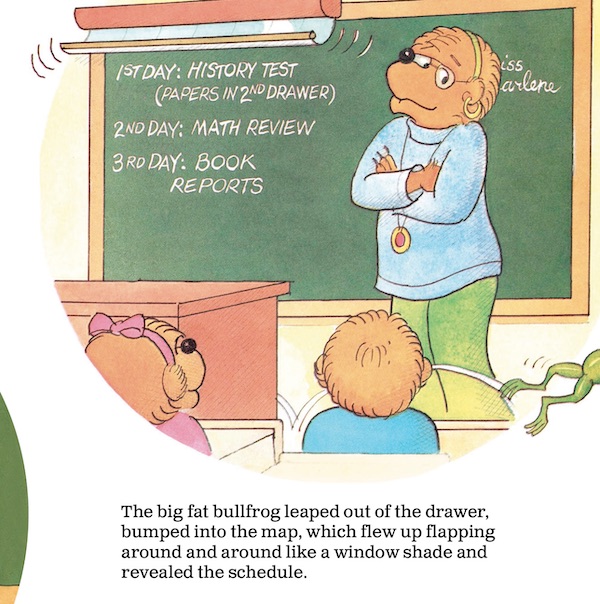 1ST DAY: HISTORY TEST
(PAPERS IN 2ND DRAWER)
2ND DAY: MATH REVIEW
3RD DAY: BOOK
REPORTS
iss
arlene
The big fat bullfrog leaped out of the drawer,
bumped into the map, which flew up flapping
around and around like a window shade and
revealed the schedule.